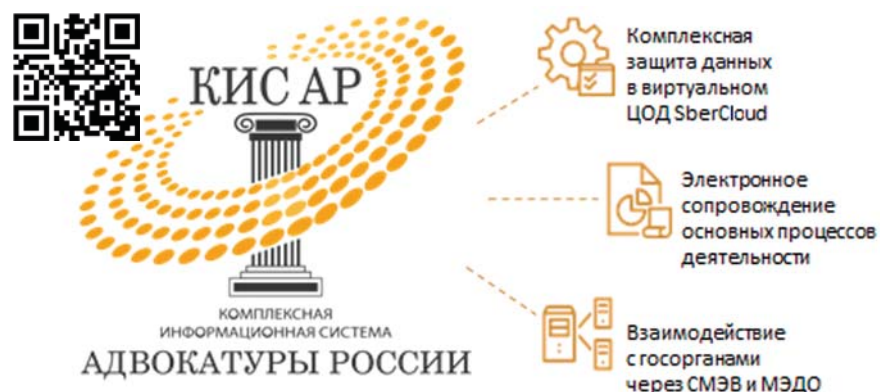 КИС АР
КОМПЛЕКСНАЯ
ИНФОРМАЦИОННАЯ СИСТЕМА
АДВОКАТУРЫ РОССИИ
Комплексная
защита данных
в виртуальном
ЦОД SberCloud
Электронное
сопровождение
основных процессов
деятельности
Взаимодействие
с госорганами
через СМЭВ и МЭДО